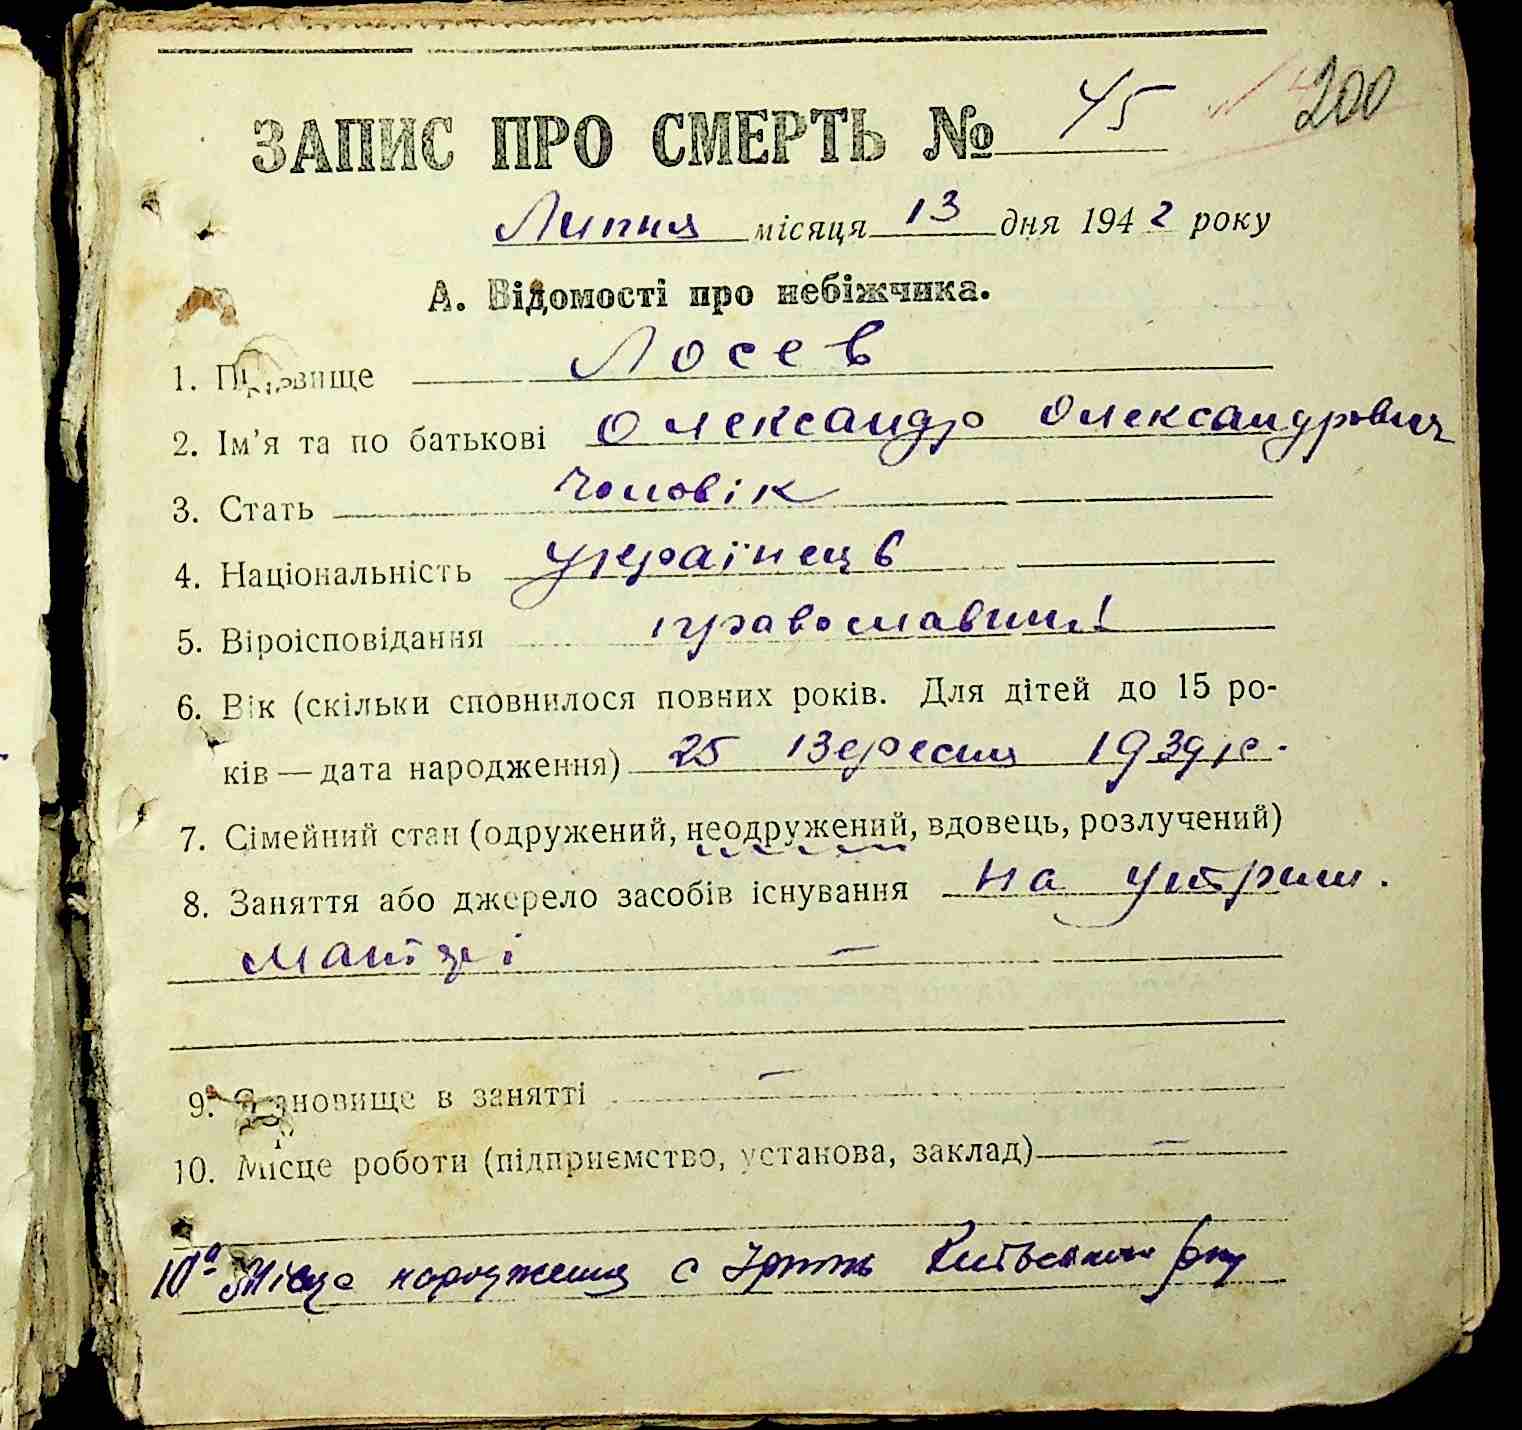 200
ЗАПИС ПРО СМЕРТЬ № 45
Липня місяця 13 дня 1942 року
А. Відомості про небіжчика.
1. Прізвище Лосев
2. Ім'я та по батькові Олександр Олександрович
3. Стать Чоловік
4. Національність українець
5. Віроісповідання православний
6. Вік (скільки сповнилося повних років. Для дітей до 15 ро-
ків — дата народження) 25 Вересня 1939 р.
7. Сімейний стан (одружений, неодружений, вдовець, розлучений)
8. Заняття або джерело засобів існування на утрим.
матері —
9. Становище в занятті —
10. Місце роботи (підприємство, установа, заклад) —
10а Місце народження с Ірпень Київського р-ну